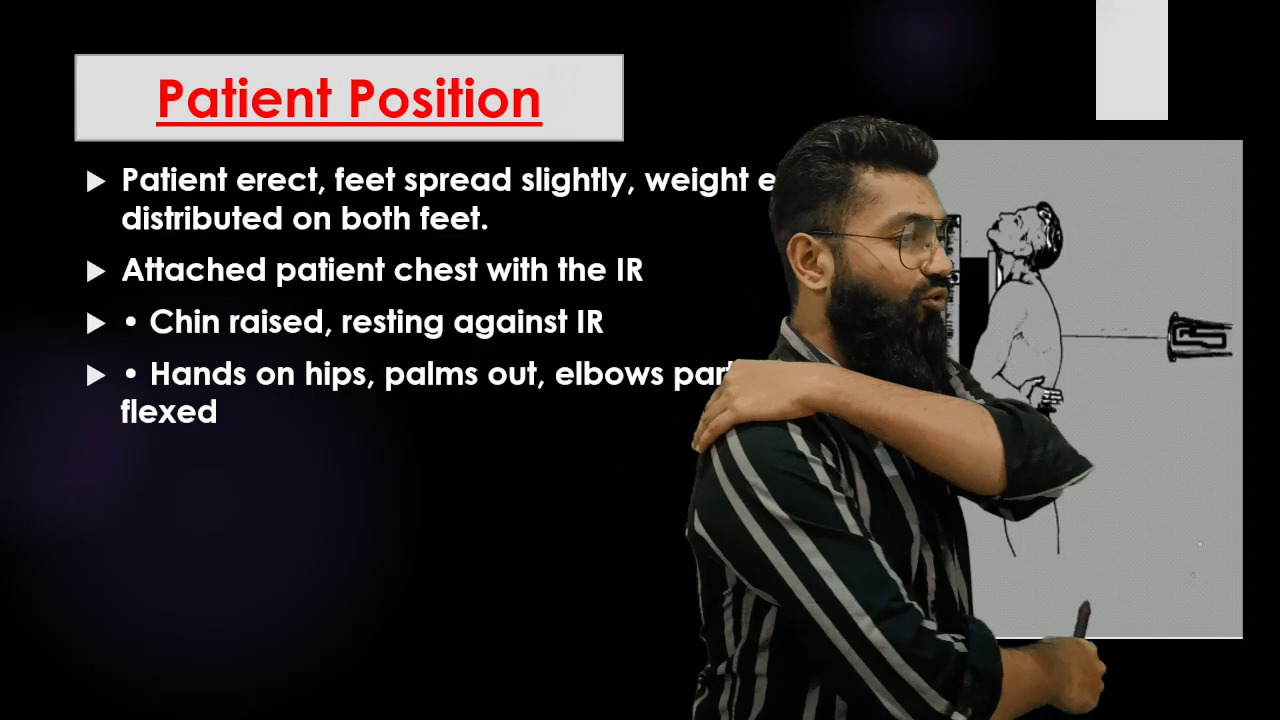 Patient Position
Patient erect, feet spread slightly, weight
distributed on both feet.
Attached patient chest with the IR
• Chin raised, resting against IR
• Hands on hips, palms out, elbows
flexed